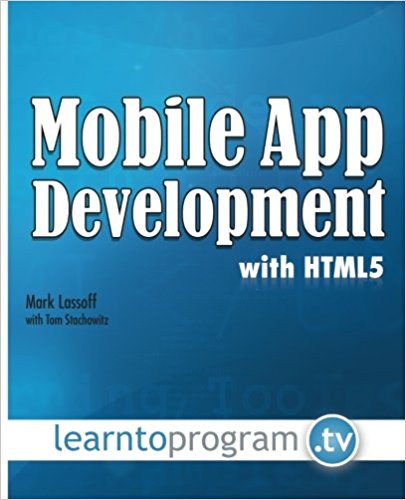 Mobile App
Development
with HTML5
Mark Lassoff
with Tom Stachowitz
learntoprogram.tv